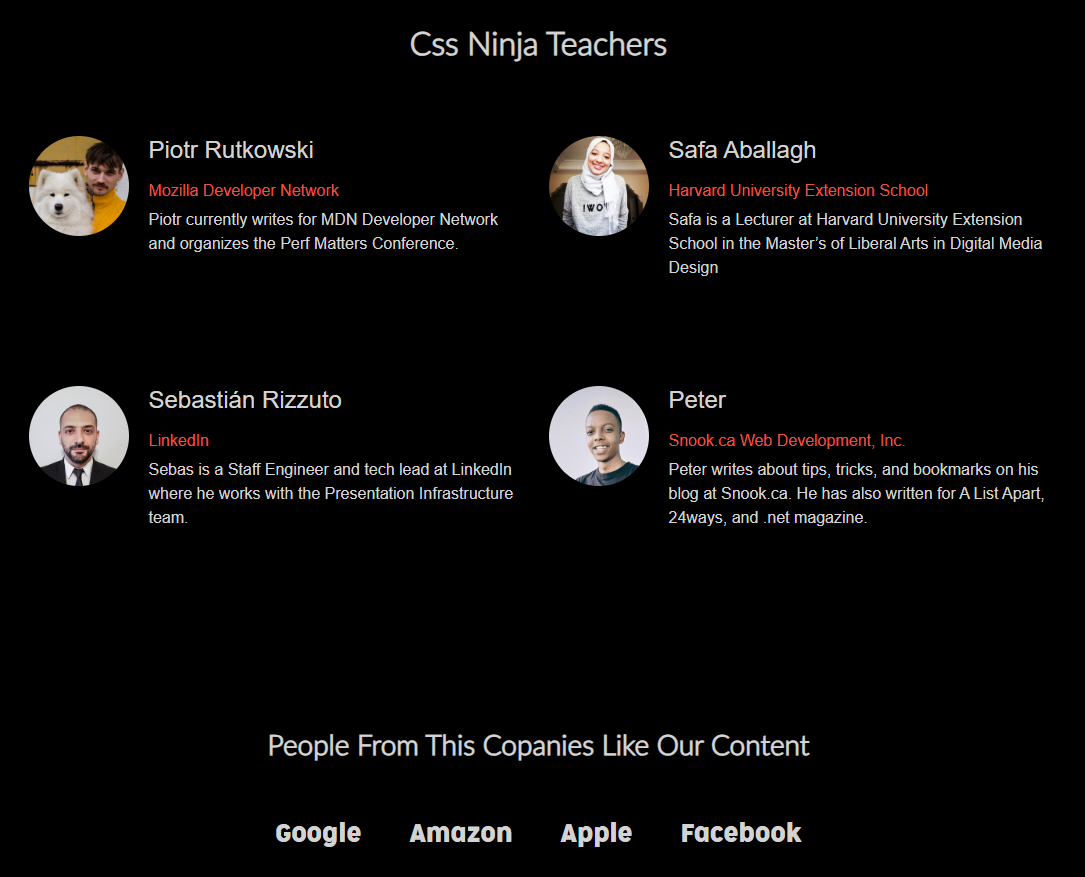 Css Ninja Teachers
Piotr Rutkowski
Mozilla Developer Network
Piotr currently writes for MDN Developer Network
and organizes the Perf Matters Conference.
Safa Aballagh
Harvard University Extension School
Safa is a Lecturer at Harvard University Extension
School in the Master’s of Liberal Arts in Digital Media
Design
Sebastián Rizzuto
LinkedIn
Sebas is a Staff Engineer and tech lead at LinkedIn
where he works with the Presentation Infrastructure
team.
Peter
Snook.ca Web Development, Inc.
Peter writes about tips, tricks, and bookmarks on his
blog at Snook.ca. He has also written for A List Apart,
24ways, and .net magazine.
People From This Copanies Like Our Content
Google Amazon Apple Facebook